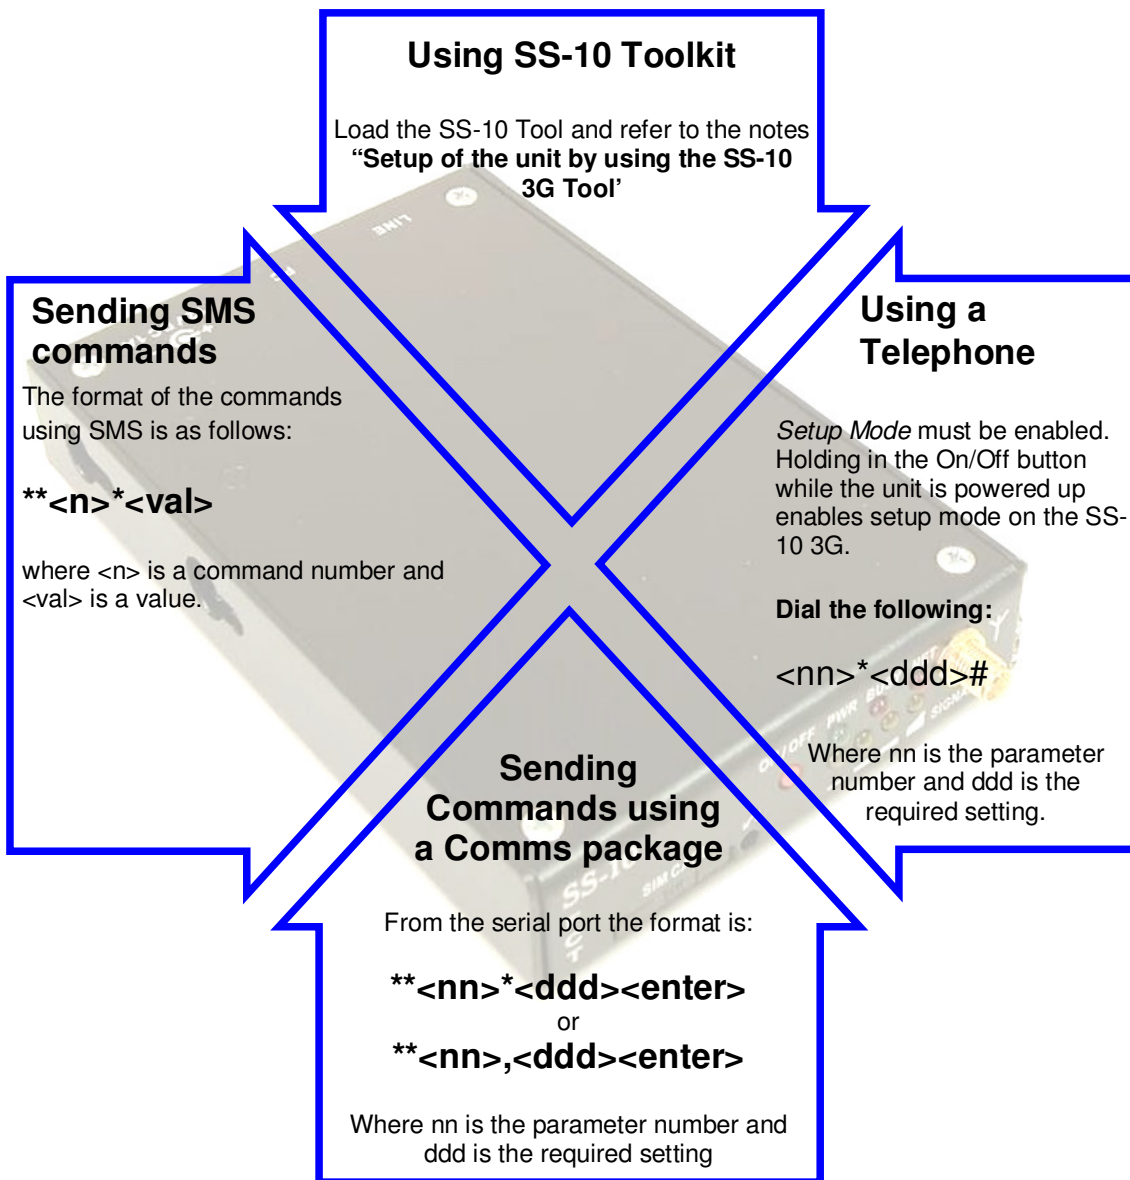 Using SS-10 Toolkit
Load the SS-10 Tool and refer to the notes
“Setup of the unit by using the SS-10
3G Tool’
Sending SMS
commands
The format of the commands
using SMS is as follows:
**<n>*<val>
where <n> is a command number and
<val> is a value.
Using a
Telephone
Setup Mode must be enabled.
Holding in the On/Off button
while the unit is powered up
enables setup mode on the SS-
10 3G.
Dial the following:
<nn>*<ddd>#
Where nn is the parameter
number and ddd is the
required setting.
Sending
Commands using
a Comms package
From the serial port the format is:
**<nn>*<ddd><enter>
or
**<nn>,<ddd><enter>
Where nn is the parameter number and
ddd is the required setting
LINE
ON/OFF
PWR
SIGNAL